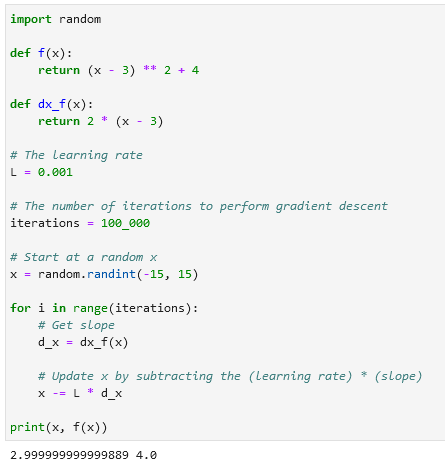 import random
def f(x):
    return (x - 3) ** 2 + 4
def dx_f(x):
    return 2 * (x - 3)
# The learning rate
L = 0.001
# The number of iterations to perform gradient descent
iterations = 100_000
# Start at a random x
x = random.randint(-15, 15)
for i in range(iterations):
    # Get slope
    d_x = dx_f(x)
    # Update x by subtracting the (learning rate) * (slope)
    x -= L * d_x
print(x, f(x))
2.999999999999889 4.0